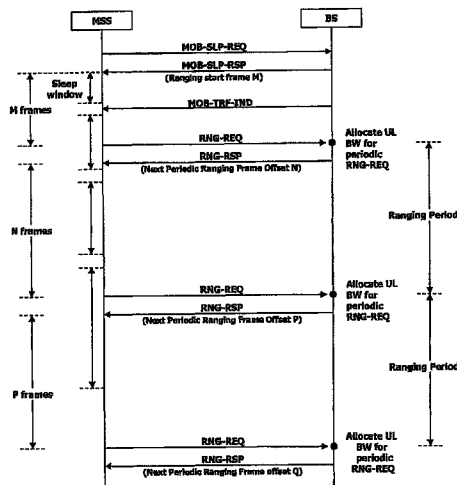 MSS
BS
MOB-SLP-REQ
MOB-SLP-RSP
(Ranging start frame M)
Sleep
window
M frames
MOB-TRF-IND
RNG-REQ
Allocate UL
BW for
periodic
RNG-REQ
RNG-RSP
(Next Periodic Ranging Frame Offset N)
N frames
Ranging Period
RNG-REQ
Allocate UL
BW for
periodic
RNG-REQ
RNG-RSP
(Next Periodic Ranging Frame Offset P)
P frames
Ranging Period
RNG-REQ
Allocate UL
BW for
periodic
RNG-REQ
RNG-RSP
(Next Periodic Ranging Frame offset Q)